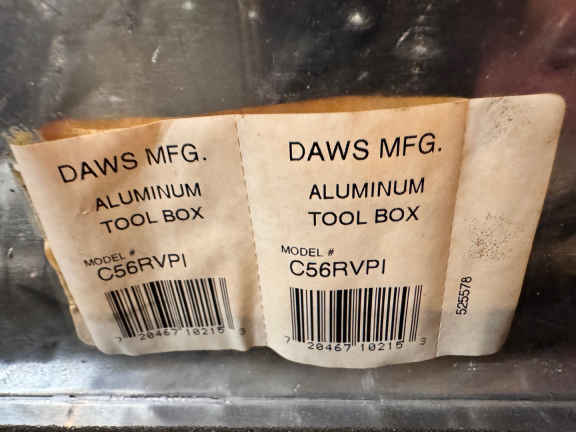 DAWS MFG.
ALUMINUM
TOOL BOX
MODEL #
C56RVPI
7 20467 10215 3
DAWS MFG.
ALUMINUM
TOOL BOX
MODEL #
C56RVPI
7 20467 10215 3
525578